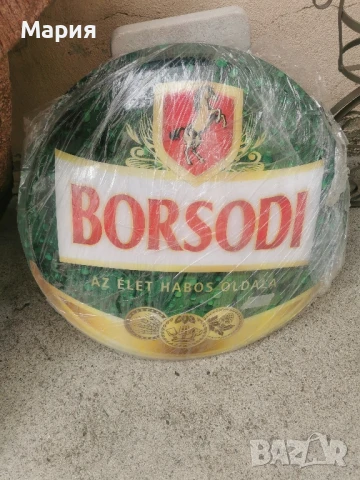 Мария
BORSODI
AZ ÉLET HABOS OLDALA
BAZAR